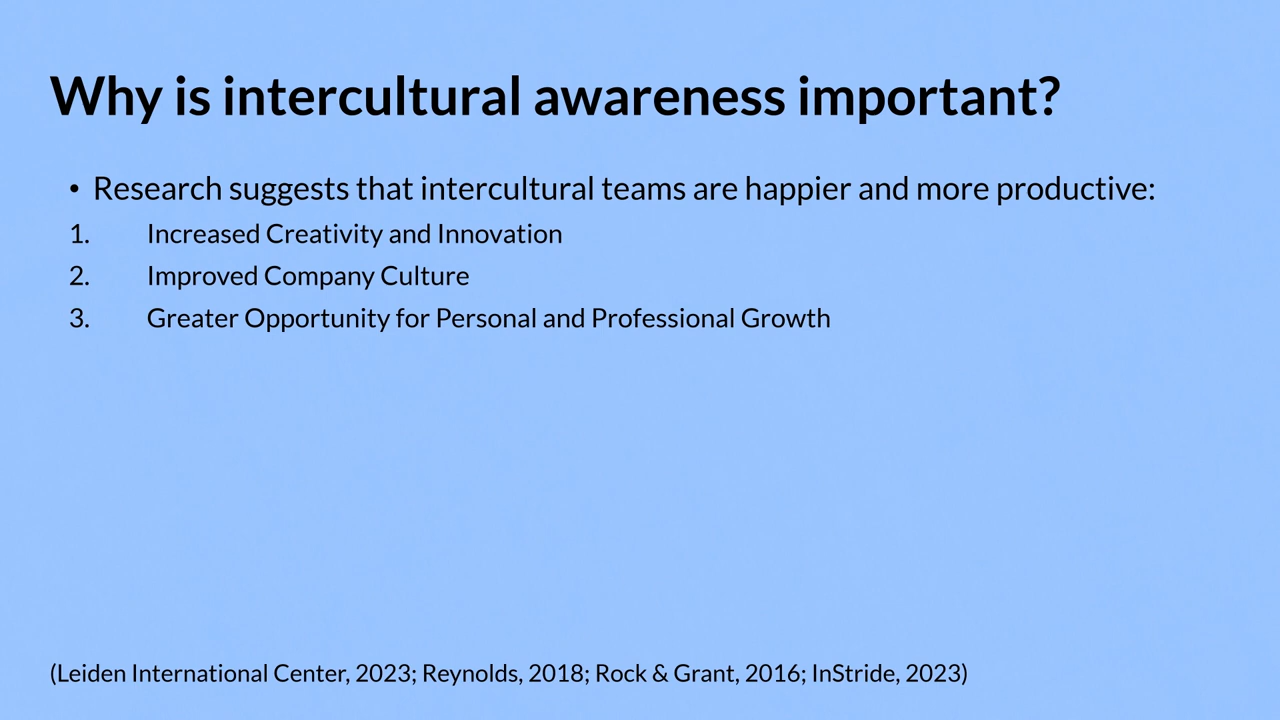 Why is intercultural awareness important?
• Research suggests that intercultural teams are happier and more productive:
1. Increased Creativity and Innovation
2. Improved Company Culture
3. Greater Opportunity for Personal and Professional Growth
(Leiden International Center, 2023; Reynolds, 2018; Rock & Grant, 2016; InStride, 2023)